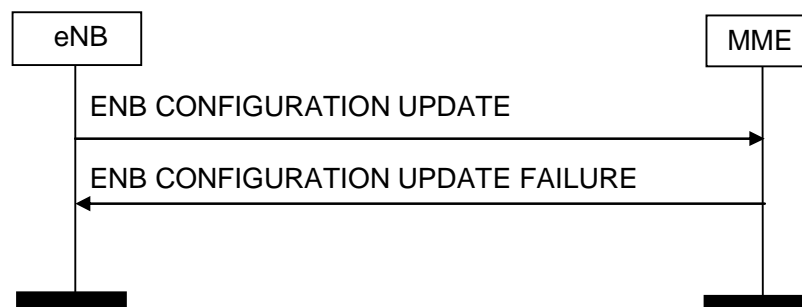 eNB
MME
ENB CONFIGURATION UPDATE
ENB CONFIGURATION UPDATE FAILURE